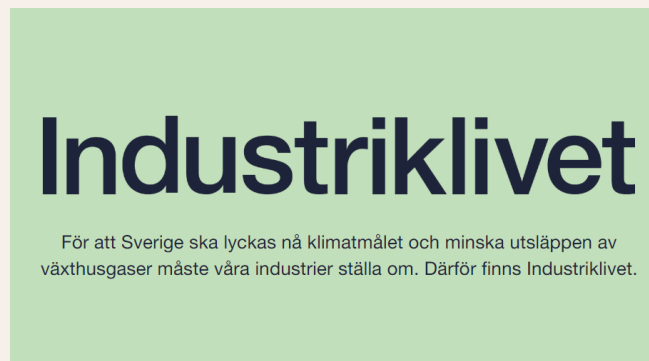 Industriklivet
För att Sverige ska lyckas nå klimatmålet och minska utsläppen av
växthusgaser måste våra industrier ställa om. Därför finns Industriklivet.